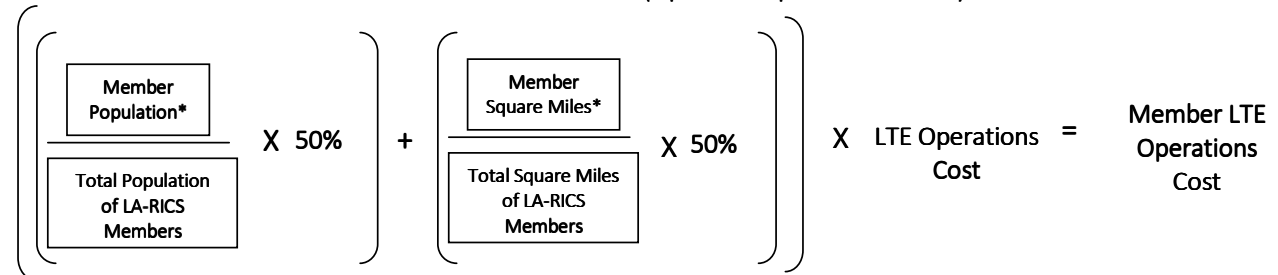 Member
Population*
X 50%
Total Population
of LA-RICS
Members
+
Member
Square Miles*
X 50%
Total Square Miles
of LA-RICS
Members
X
LTE Operations
Cost
=
Member LTE
Operations
Cost